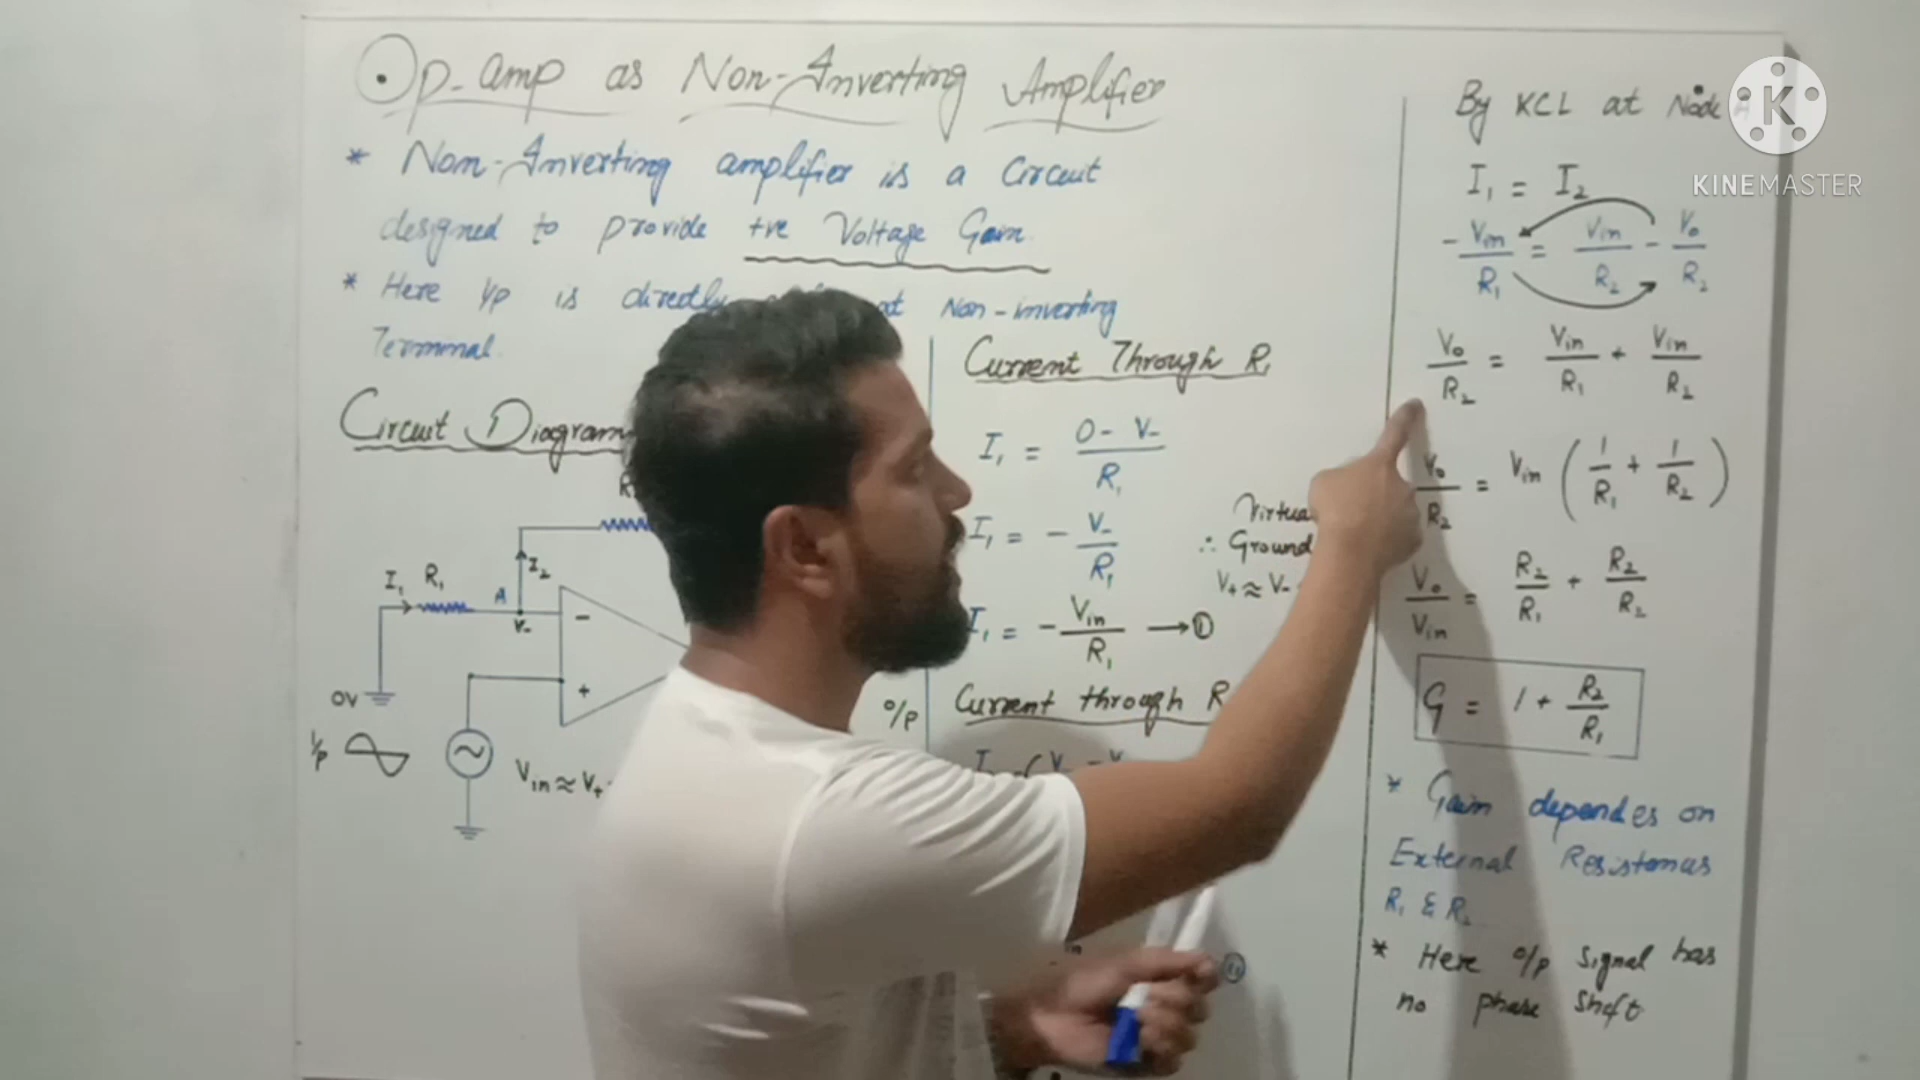 Op-amp as Non-Inverting Amplifier
* Non-Inverting amplifier is a Circuit
designed to provide +ve Voltage Gain.
* Here I/p is directly at Non-inverting
Terminal.
Circuit Diagram
I₁ R₁ A I₂
V-
-
+
0V
I/p
Vin ≈ V+
O/p
Current Through R₁
I₁ = 0 - V- / R₁
I₁ = - V- / R₁
∴ Ground
V+ ≈ V-
I₁ = - Vin / R₁ → ①
Current through R
By KCL at Node
I₁ = I₂
- Vin / R₁ = Vin / R₂ - Vo / R₂
Vo / R₂ = Vin / R₁ + Vin / R₂
Vo / R₂ = Vin ( 1 / R₁ + 1 / R₂ )
Vo / Vin = R₂ / R₁ + R₂ / R₂
G = 1 + R₂ / R₁
* Gain dependes on
External Resistances
R₁ & R₂
* Here O/p Signal has
no phase shift
K
KINEMASTER